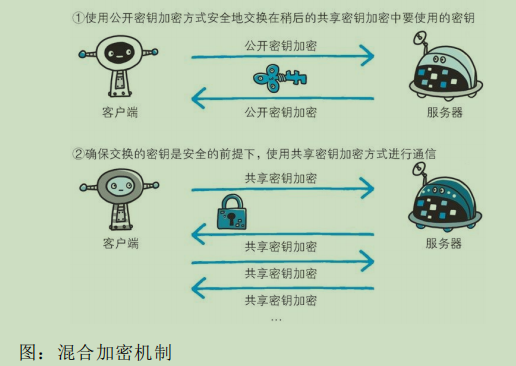 ①使用公开密钥加密方式安全地交换在稍后的共享密钥加密中要使用的密钥
公开密钥加密
公开密钥加密
客户端
服务器
②确保交换的密钥是安全的前提下，使用共享密钥加密方式进行通信
共享密钥加密
共享密钥加密
客户端
服务器
共享密钥加密
共享密钥加密
…
图：混合加密机制